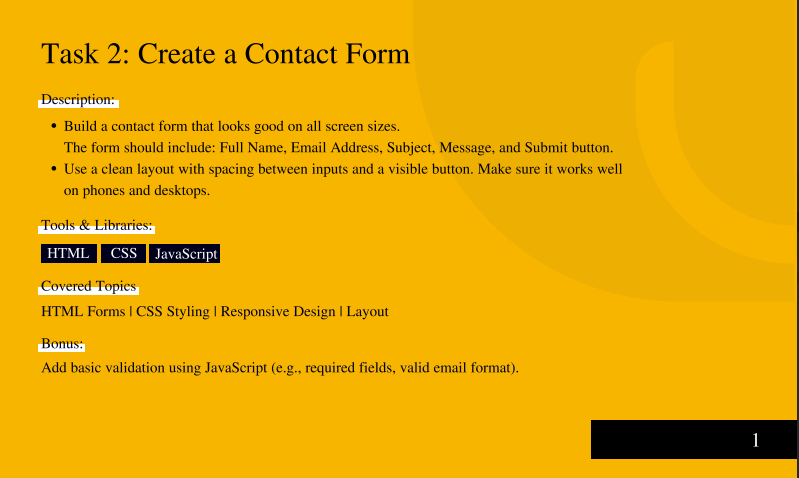 Task 2: Create a Contact Form
Description:
• Build a contact form that looks good on all screen sizes.
The form should include: Full Name, Email Address, Subject, Message, and Submit button.
• Use a clean layout with spacing between inputs and a visible button. Make sure it works well
on phones and desktops.
Tools & Libraries:
HTML CSS JavaScript
Covered Topics
HTML Forms | CSS Styling | Responsive Design | Layout
Bonus:
Add basic validation using JavaScript (e.g., required fields, valid email format).
1